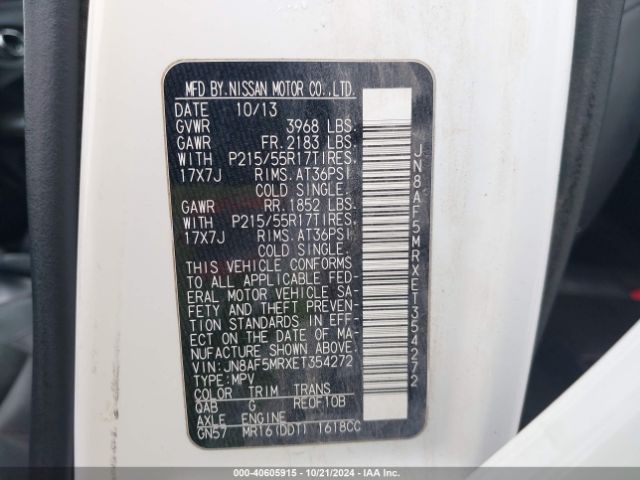 MFD BY.NISSAN MOTOR CO.,LTD.
DATE 10/13
GVWR 3968 LBS.
GAWR FR.2183 LBS.
WITH P215/55R17TIRES.
17X7J RIMS.AT36PSI
COLD SINGLE.
GAWR RR.1852 LBS.
WITH P215/55R17TIRES.
17X7J RIMS.AT36PSI
COLD SINGLE.
THIS VEHICLE CONFORMS
TO ALL APPLICABLE FED-
ERAL MOTOR VEHICLE SA-
FETY AND THEFT PREVEN-
TION STANDARDS IN EFF-
ECT ON THE DATE OF MA-
NUFACTURE SHOWN ABOVE.
VIN:JN8AF5MRXET354272
TYPE:MPV
COLOR TRIM TRANS
QAB G RE0F10B
AXLE ENGINE
GN57 MR16(DDT) 1618CC
JN8AF5MRXET354272
000-40605915 - 10/21/2024 - IAAI.COM